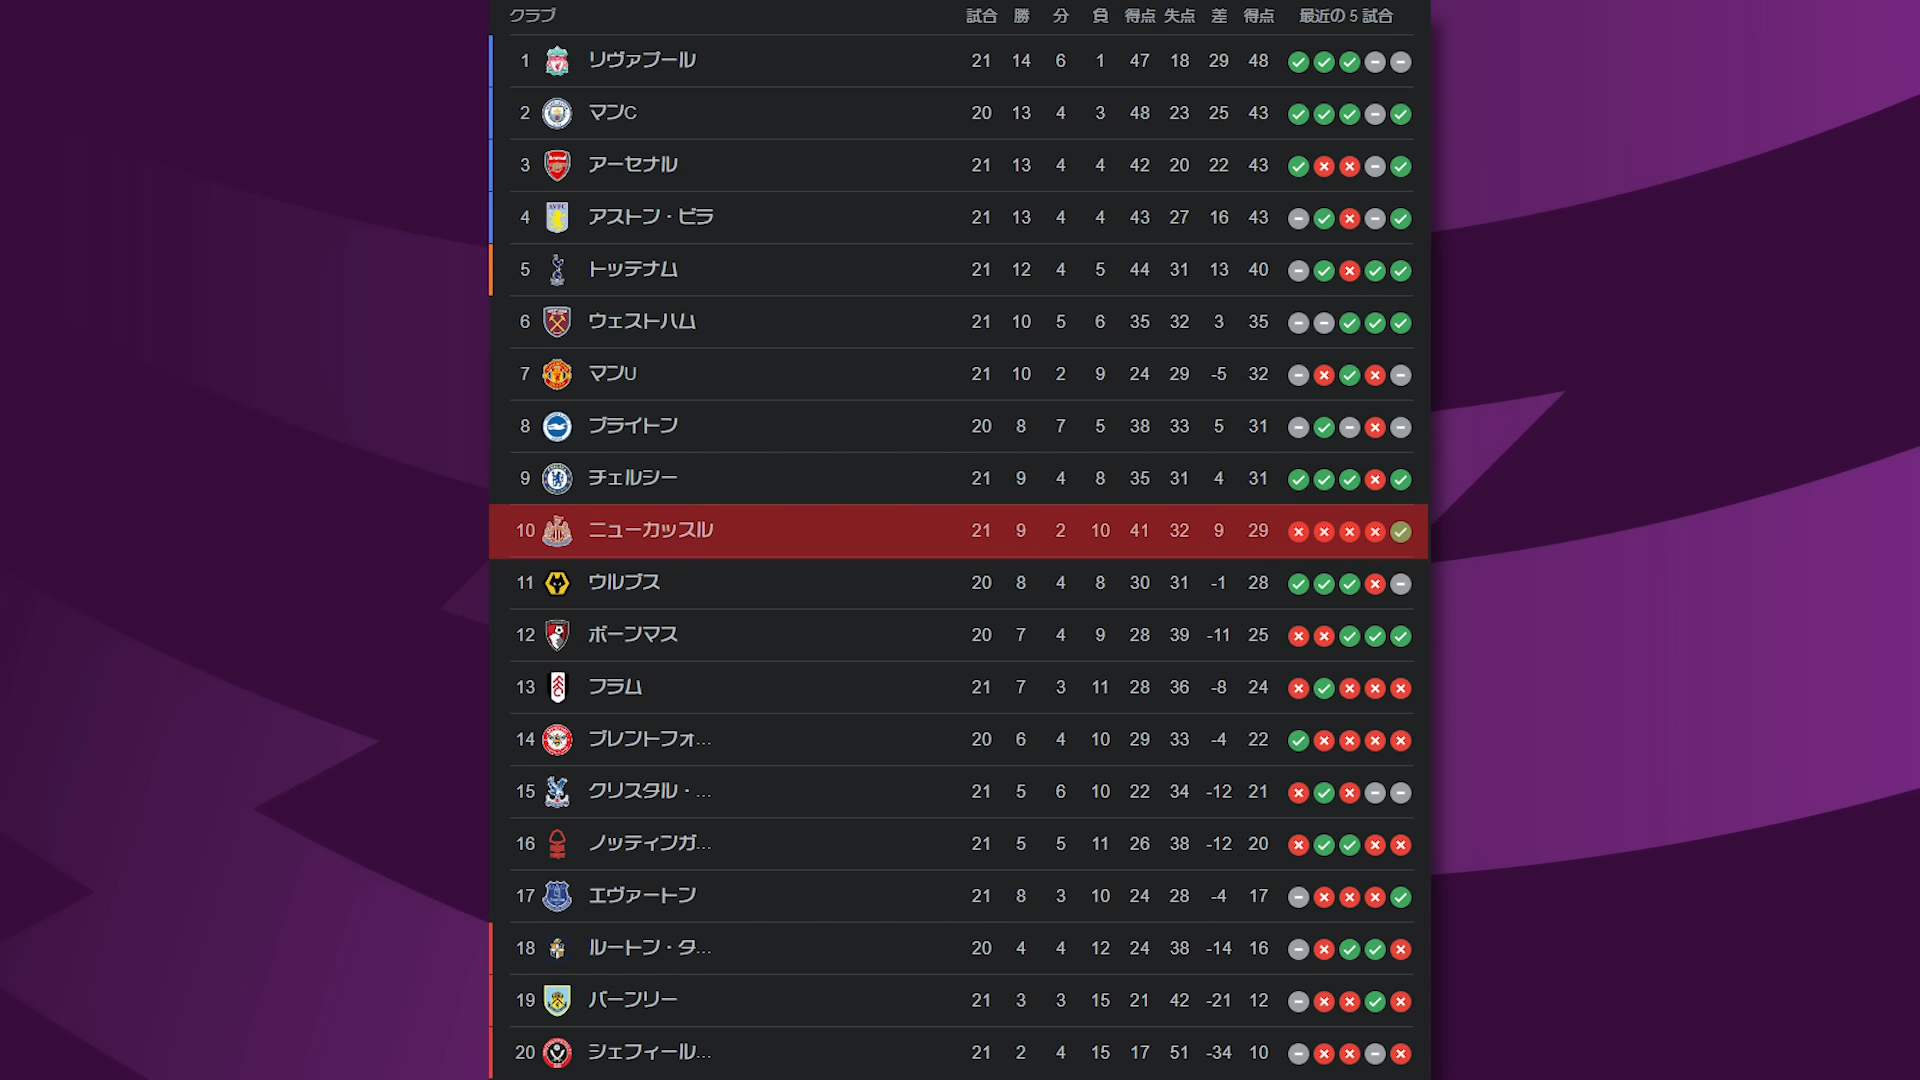 クラブ 試合 勝 分 負 得点 失点 差 得点 最近の 5 試合
1 リヴァプール 21 14 6 1 47 18 29 48
2 マンC 20 13 4 3 48 23 25 43
3 アーセナル 21 13 4 4 42 20 22 43
4 アストン・ビラ 21 13 4 4 43 27 16 43
5 トッテナム 21 12 4 5 44 31 13 40
6 ウェストハム 21 10 5 6 35 32 3 35
7 マンU 21 10 2 9 24 29 -5 32
8 ブライトン 20 8 7 5 38 33 5 31
9 チェルシー 21 9 4 8 35 31 4 31
10 ニューカッスル 21 9 2 10 41 32 9 29
11 ウルブス 20 8 4 8 30 31 -1 28
12 ボーンマス 20 7 4 9 28 39 -11 25
13 フラム 21 7 3 11 28 36 -8 24
14 ブレントフォ... 20 6 4 10 29 33 -4 22
15 クリスタル・... 21 5 6 10 22 34 -12 21
16 ノッティンガ... 21 5 5 11 26 38 -12 20
17 エヴァートン 21 8 3 10 24 28 -4 17
18 ルートン・タ... 20 4 4 12 24 38 -14 16
19 バーンリー 21 3 3 15 21 42 -21 12
20 シェフィール... 21 2 4 15 17 51 -34 10